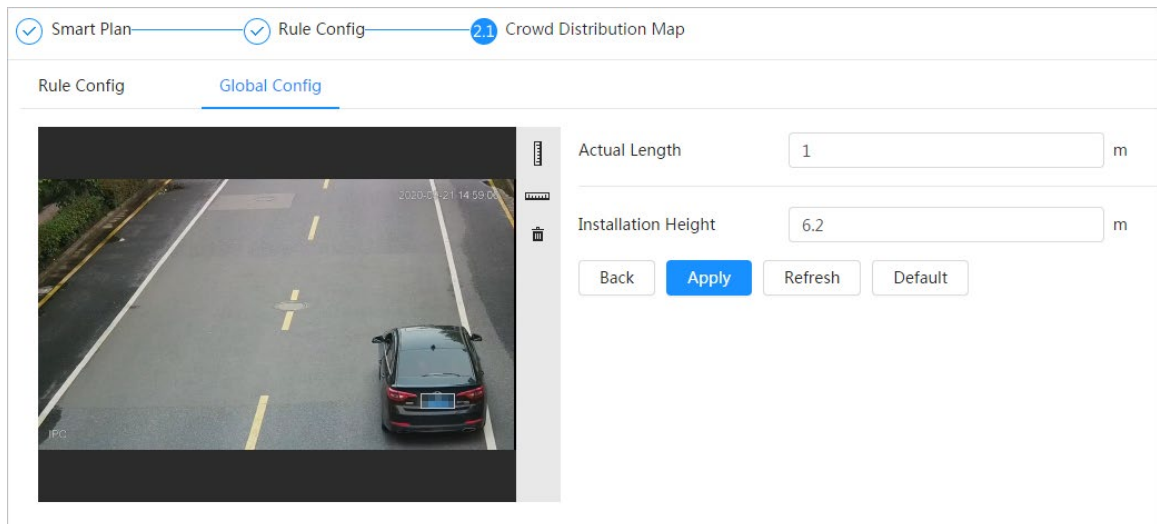 Smart Plan
Rule Config
2.1 Crowd Distribution Map
Rule Config
Global Config
Actual Length
1
m
Installation Height
6.2
m
Back
Apply
Refresh
Default
IPC